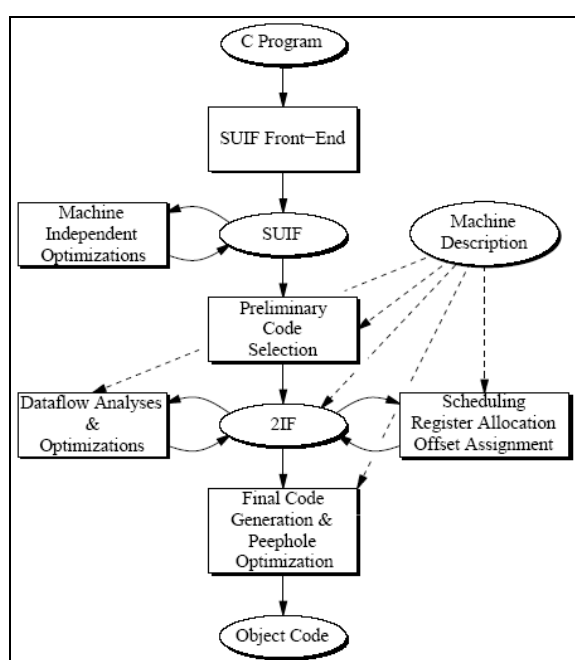 C Program
SUIF Front-End
Machine
Independent
Optimizations
SUIF
Machine
Description
Preliminary
Code
Selection
Dataflow Analyses
&
Optimizations
2IF
Scheduling
Register Allocation
Offset Assignment
Final Code
Generation &
Peephole
Optimization
Object Code